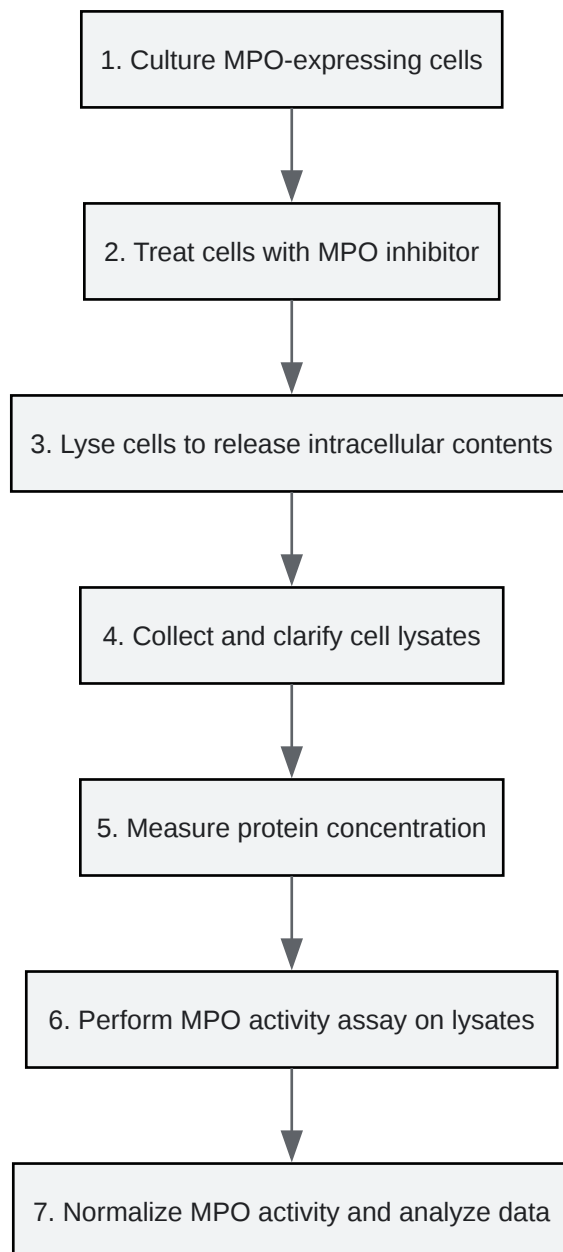 1. Culture MPO-expressing cells
2. Treat cells with MPO inhibitor
3. Lyse cells to release intracellular contents
4. Collect and clarify cell lysates
5. Measure protein concentration
6. Perform MPO activity assay on lysates
7. Normalize MPO activity and analyze data